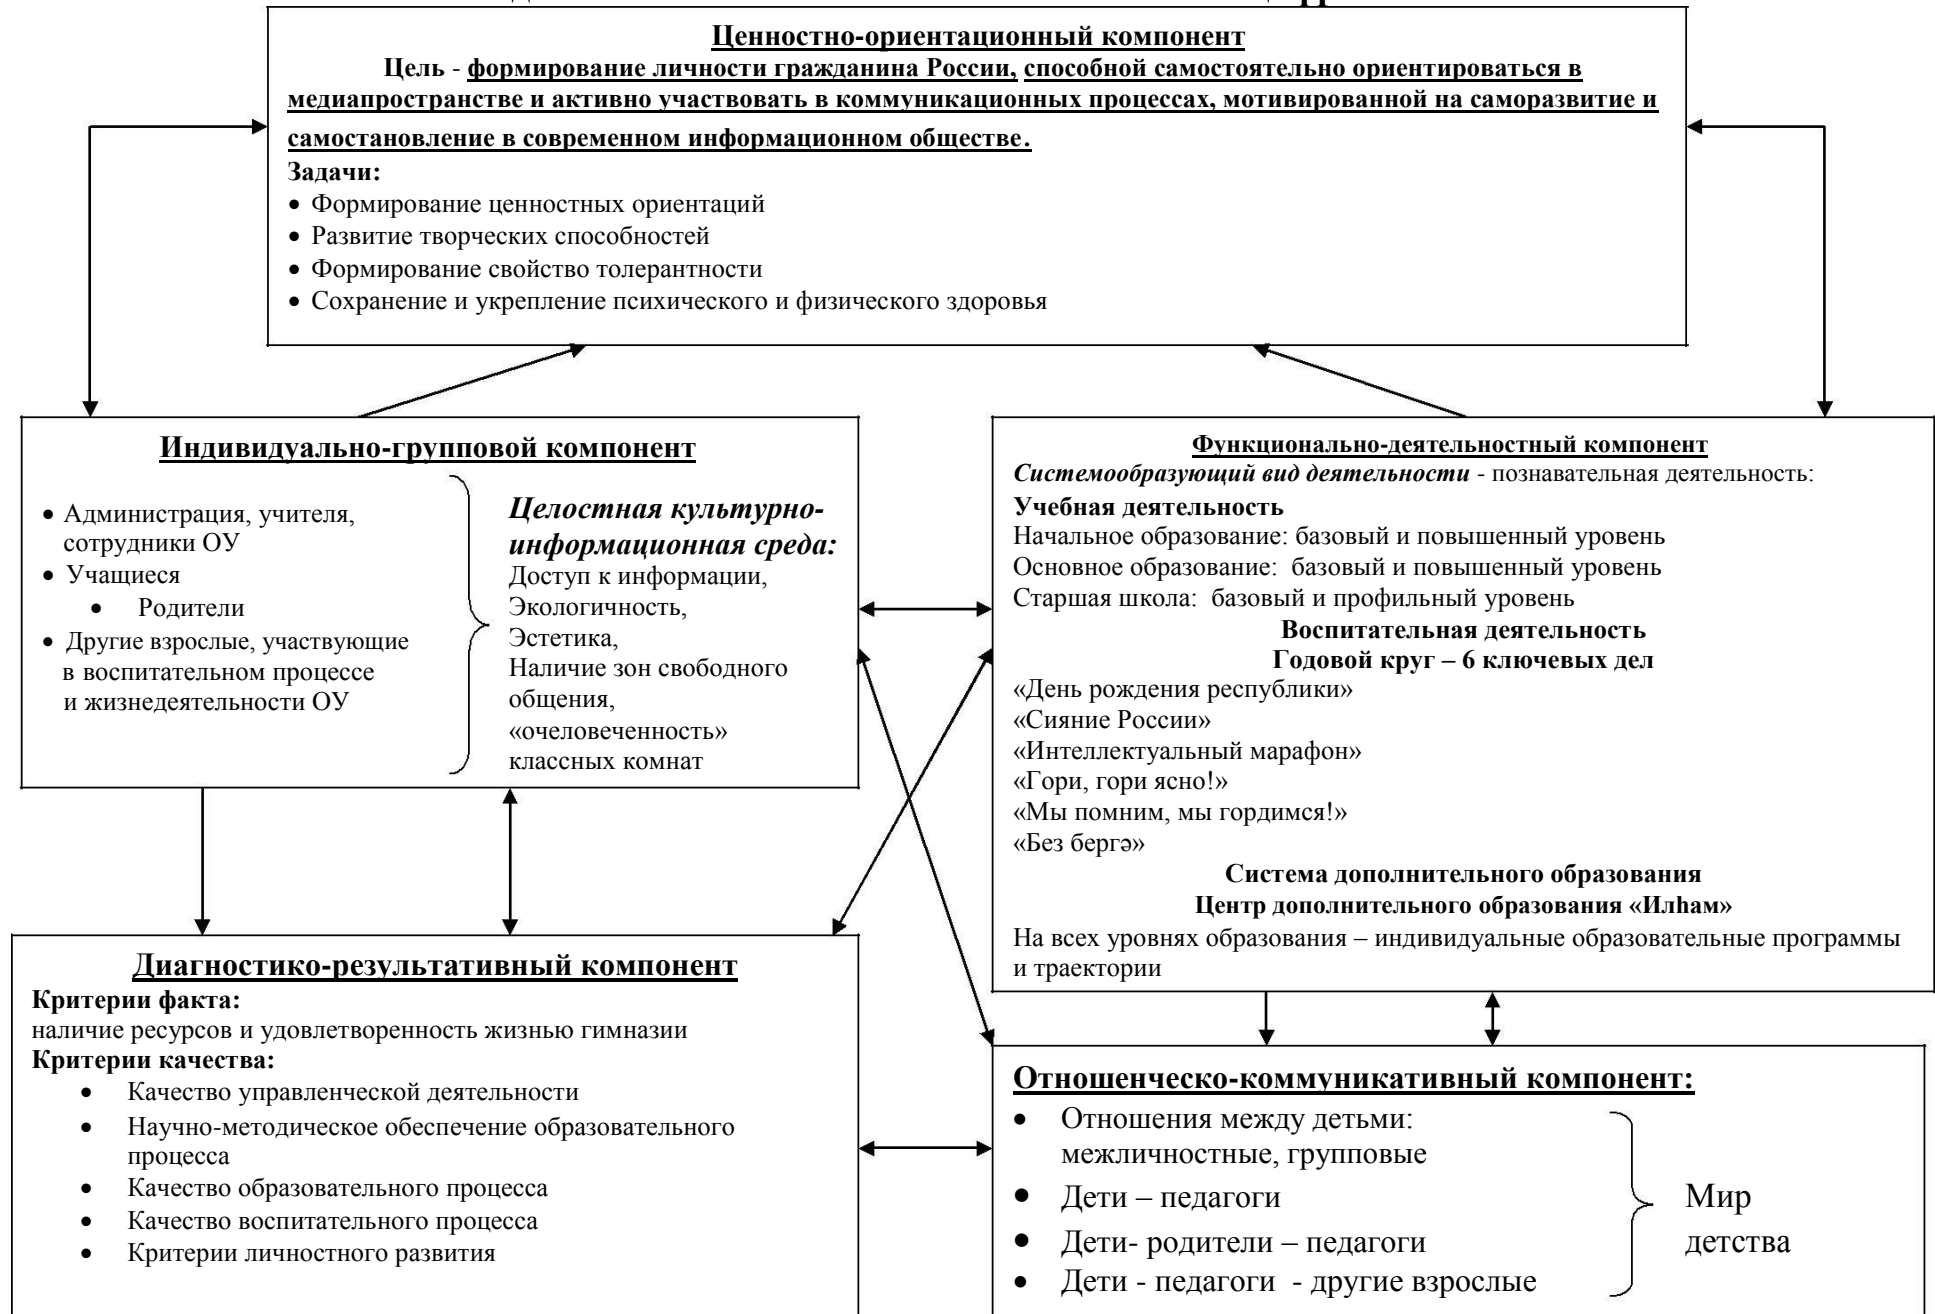 Ценностно-ориентационный компонент
Цель - формирование личности гражданина России, способной самостоятельно ориентироваться в
медиапространстве и активно участвовать в коммуникационных процессах, мотивированной на саморазвитие и
самостановление в современном информационном обществе.
Задачи:
• Формирование ценностных ориентаций
• Развитие творческих способностей
• Формирование свойство толерантности
• Сохранение и укрепление психического и физического здоровья
Индивидуально-групповой компонент
• Администрация, учителя,
сотрудники ОУ
• Учащиеся
• Родители
• Другие взрослые, участвующие
в воспитательном процессе
и жизнедеятельности ОУ
Целостная культурно-
информационная среда:
Доступ к информации,
Экологичность,
Эстетика,
Наличие зон свободного
общения,
«очеловеченность»
классных комнат
Функционально-деятельностный компонент
Системообразующий вид деятельности - познавательная деятельность:
Учебная деятельность
Начальное образование: базовый и повышенный уровень
Основное образование: базовый и повышенный уровень
Старшая школа: базовый и профильный уровень
Воспитательная деятельность
Годовой круг – 6 ключевых дел
«День рождения республики»
«Сияние России»
«Интеллектуальный марафон»
«Гори, гори ясно!»
«Мы помним, мы гордимся!»
«Без бергә»
Система дополнительного образования
Центр дополнительного образования «Илһам»
На всех уровнях образования – индивидуальные образовательные программы
и траектории
Диагностико-результативный компонент
Критерии факта:
наличие ресурсов и удовлетворенность жизнью гимназии
Критерии качества:
• Качество управленческой деятельности
• Научно-методическое обеспечение образовательного
процесса
• Качество образовательного процесса
• Качество воспитательного процесса
• Критерии личностного развития
Отношенческо-коммуникативный компонент:
• Отношения между детьми:
межличностные, групповые
• Дети – педагоги
• Дети- родители – педагоги
• Дети - педагоги - другие взрослые
Мир
детства